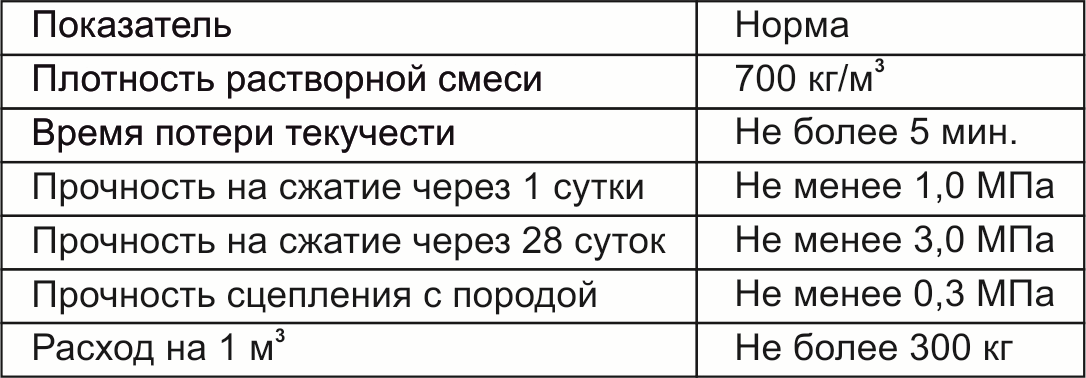 Показатель Норма
Плотность растворной смеси 700 кг/м³
Время потери текучести Не более 5 мин.
Прочность на сжатие через 1 сутки Не менее 1,0 МПа
Прочность на сжатие через 28 суток Не менее 3,0 МПа
Прочность сцепления с породой Не менее 0,3 МПа
Расход на 1 м³ Не более 300 кг